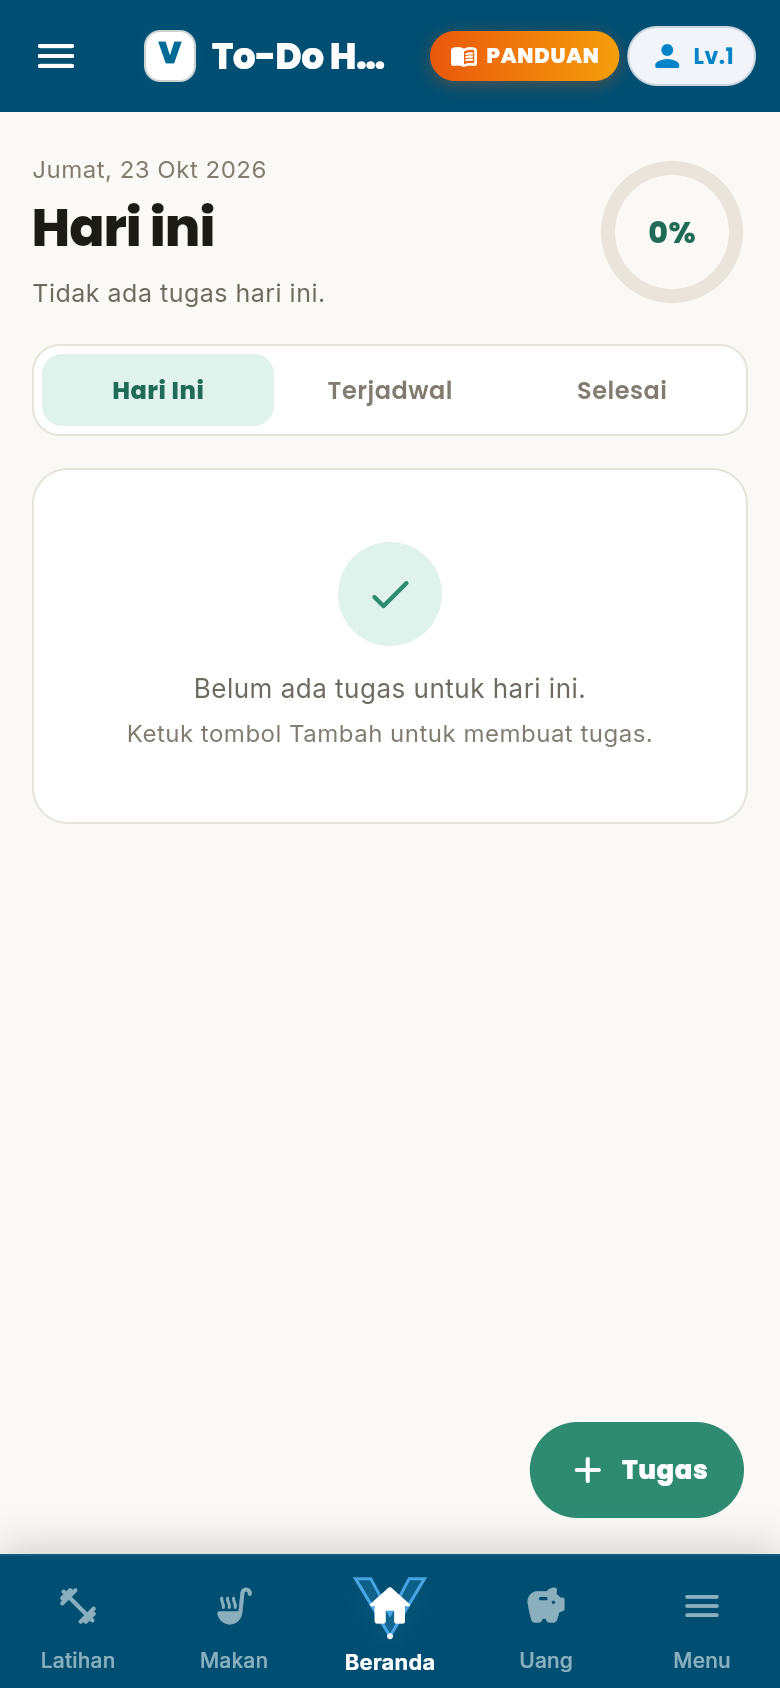 V
To-Do H...
PANDUAN
Lv.1
Jumat, 23 Okt 2026
Hari ini
0%
Tidak ada tugas hari ini.
Hari Ini
Terjadwal
Selesai
Belum ada tugas untuk hari ini.
Ketuk tombol Tambah untuk membuat tugas.
Tugas
Latihan
Makan
Beranda
Uang
Menu